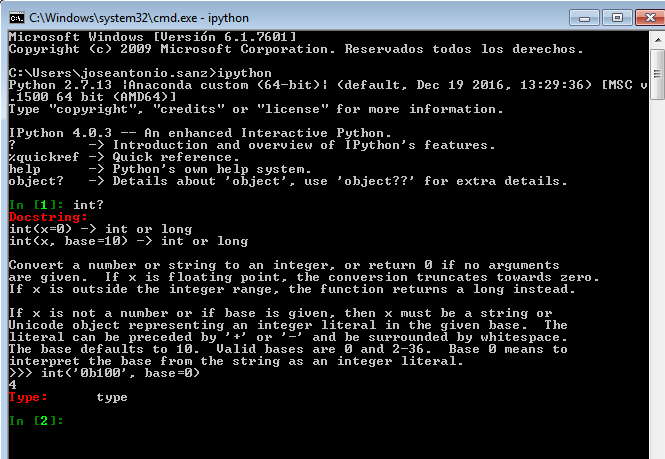 C:\Windows\system32\cmd.exe - ipython
Microsoft Windows [Versión 6.1.7601]
Copyright (c) 2009 Microsoft Corporation. Reservados todos los derechos.
C:\Users\joseantonio.sanz>ipython
Python 2.7.13 |Anaconda custom (64-bit)| (default, Dec 19 2016, 13:29:36) [MSC v
.1500 64 bit (AMD64)]
Type "copyright", "credits" or "license" for more information.
IPython 4.0.3 -- An enhanced Interactive Python.
?         -> Introduction and overview of IPython's features.
%quickref -> Quick reference.
help      -> Python's own help system.
object?   -> Details about 'object', use 'object??' for extra details.
In [1]: int?
Docstring:
int(x=0) -> int or long
int(x, base=10) -> int or long
Convert a number or string to an integer, or return 0 if no arguments
are given.  If x is floating point, the conversion truncates towards zero.
If x is outside the integer range, the function returns a long instead.
If x is not a number or if base is given, then x must be a string or
Unicode object representing an integer literal in the given base.  The
literal can be preceded by '+' or '-' and be surrounded by whitespace.
The base defaults to 10.  Valid bases are 0 and 2-36.  Base 0 means to
interpret the base from the string as an integer literal.
>>> int('0b100', base=0)
4
Type:      type
In [2]: